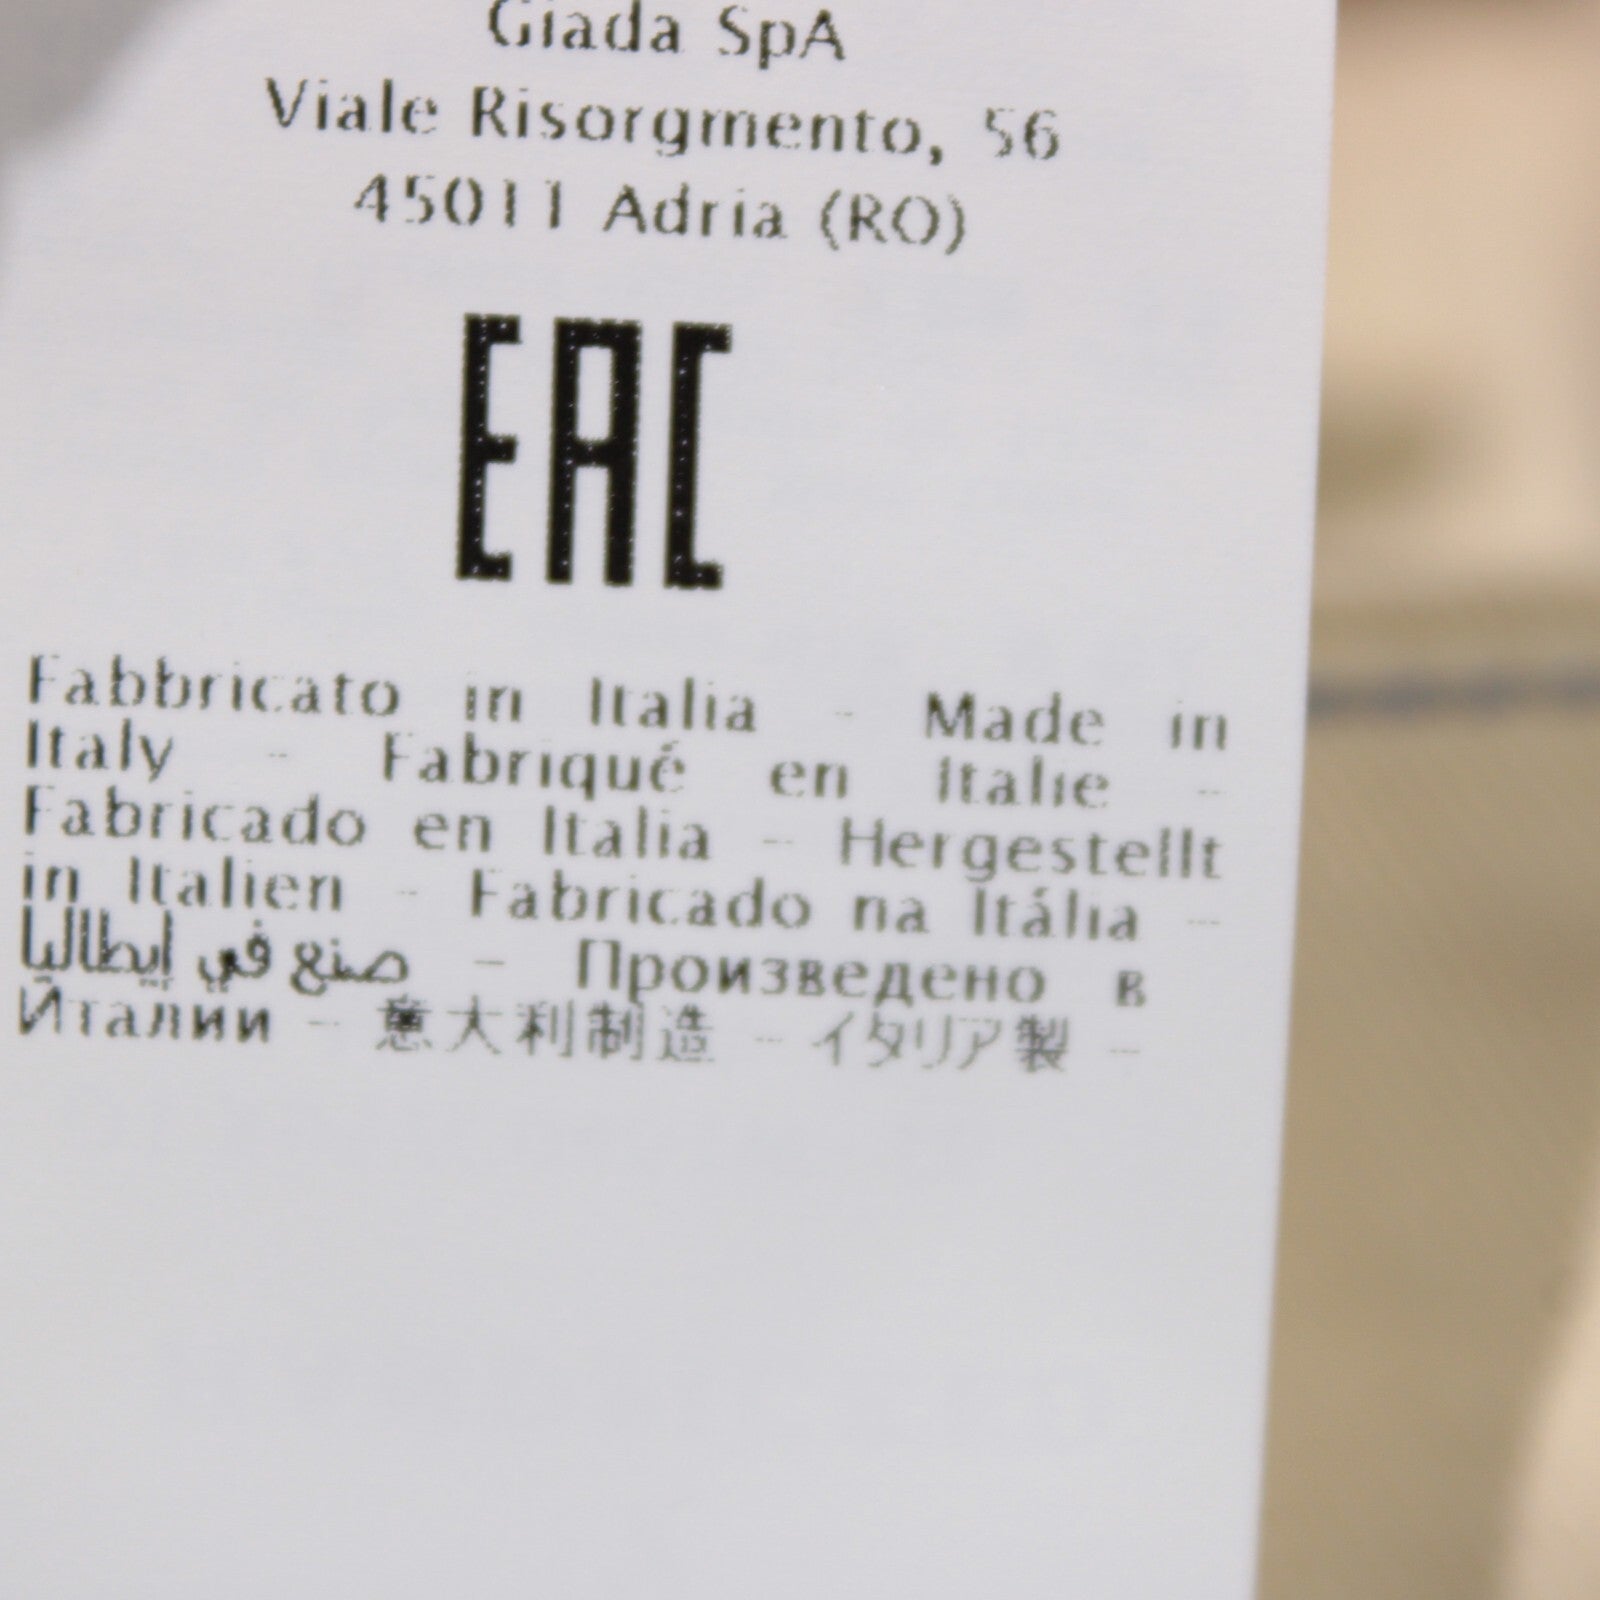 Giada SpA
Viale Risorgmento, 56
45011 Adria (RO)
EAC
Fabbricato in Italia - Made in
Italy - Fabriqué en Italie -
Fabricado en Italia - Hergestellt
in Italien - Fabricado na Itália -
صنع في إيطاليا - Произведено в
Италии - 意大利制造 - イタリア製 -